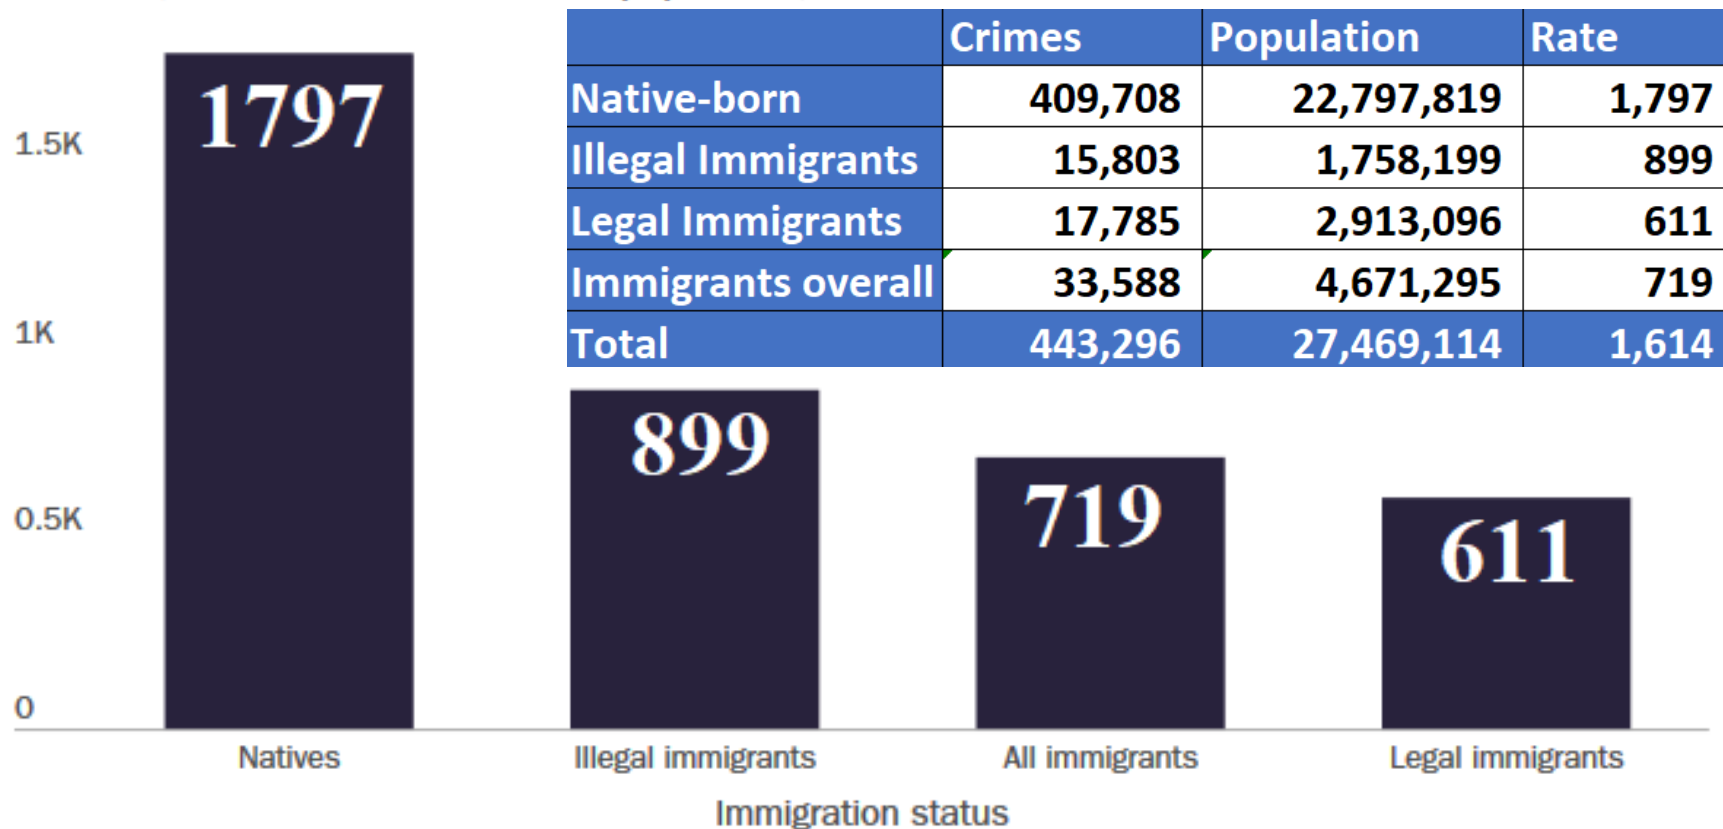 Crimes Population Rate
Native-born 409,708 22,797,819 1,797
Illegal Immigrants 15,803 1,758,199 899
Legal Immigrants 17,785 2,913,096 611
Immigrants overall 33,588 4,671,295 719
Total 443,296 27,469,114 1,614
1.5K
1K
0.5K
0
1797
899
719
611
Natives Illegal immigrants All immigrants Legal immigrants
Immigration status